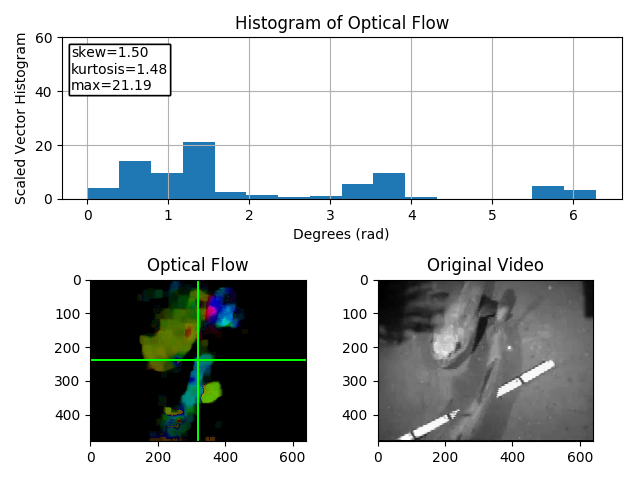 Histogram of Optical Flow
Scaled Vector Histogram
60
40
20
0
skew=1.50
kurtosis=1.48
max=21.19
0 1 2 3 4 5 6
Degrees (rad)
Optical Flow
0
100
200
300
400
0 200 400 600
Original Video
0
100
200
300
400
0 200 400 600